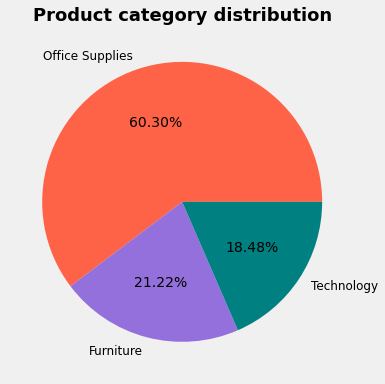 Product category distribution
Office Supplies
60.30%
18.48%
21.22%
Technology
Furniture